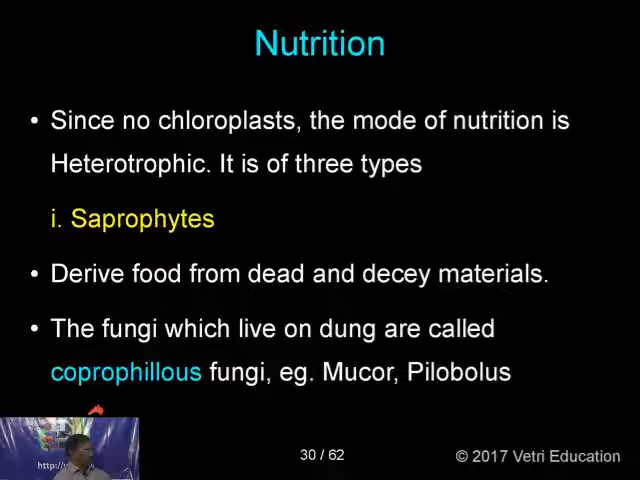 Nutrition
• Since no chloroplasts, the mode of nutrition is
Heterotrophic. It is of three types
i. Saprophytes
• Derive food from dead and decey materials.
• The fungi which live on dung are called
coprophillous fungi, eg. Mucor, Pilobolus
30 / 62
© 2017 Vetri Education